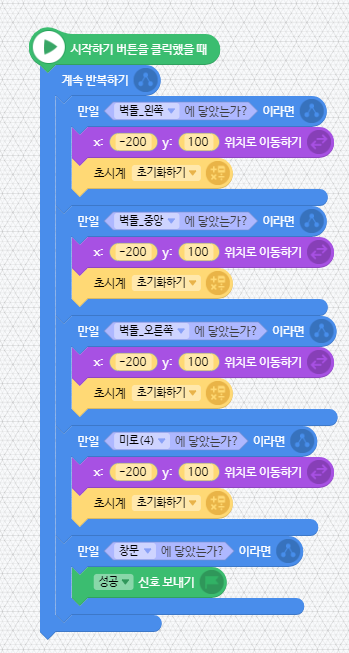 시작하기 버튼을 클릭했을 때
계속 반복하기
만일 벽돌_왼쪽 에 닿았는가? 이라면
x: -200 y: 100 위치로 이동하기
초시계 초기화하기
만일 벽돌_중앙 에 닿았는가? 이라면
x: -200 y: 100 위치로 이동하기
초시계 초기화하기
만일 벽돌_오른쪽 에 닿았는가? 이라면
x: -200 y: 100 위치로 이동하기
초시계 초기화하기
만일 미로(4) 에 닿았는가? 이라면
x: -200 y: 100 위치로 이동하기
초시계 초기화하기
만일 창문 에 닿았는가? 이라면
성공 신호 보내기